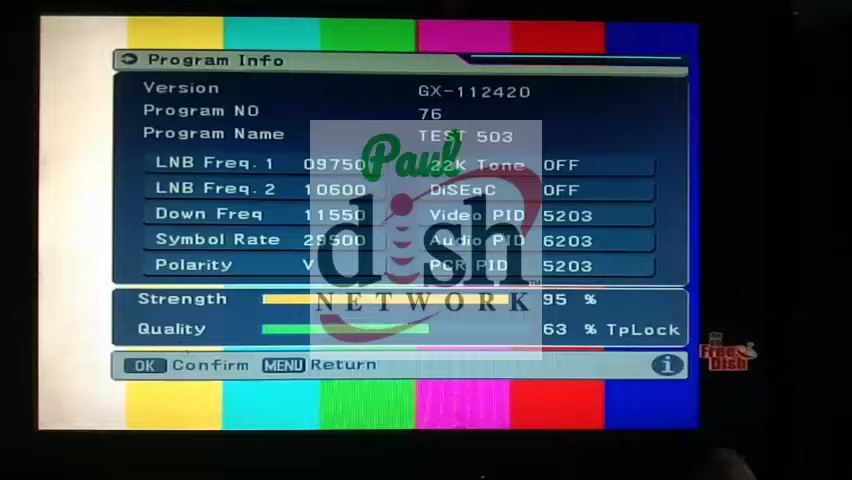 Program Info
Version GX-112420
Program NO 76
Program Name TEST 503
LNB Freq. 1 09750 22K Tone OFF
LNB Freq. 2 10600 DiSEqC OFF
Down Freq 11550 Video PID 5203
Symbol Rate 29500 Audio PID 6203
Polarity V PCR PID 5203
Strength 95 %
Quality 63 % TpLock
OK Confirm MENU Return
Paul
dish
NETWORK
TM
Free Dish